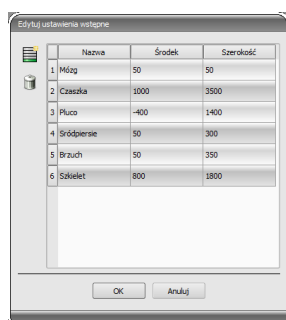 Edytuj ustawienia wstępne
Nazwa Środek Szerokość
1 Mózg 50 50
2 Czaszka 1000 3500
3 Płuco -400 1400
4 Śródpiersie 50 300
5 Brzuch 50 350
6 Szkielet 800 1800
OK Anuluj